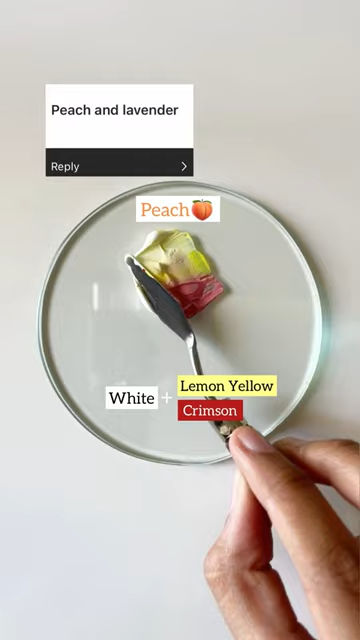 Peach and lavender
Reply
Peach🍑
White + Lemon Yellow
Crimson